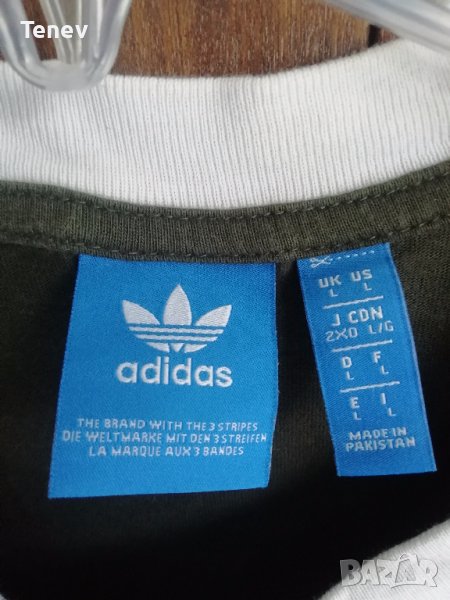 Tenev
adidas
THE BRAND WITH THE 3 STRIPES
DIE WELTMARKE MIT DEN 3 STREIFEN
LA MARQUE AUX 3 BANDES
UK US
L L
J CDN
2XO L/G
D F
L L
E I
L L
MADE IN
PAKISTAN
BAZAR